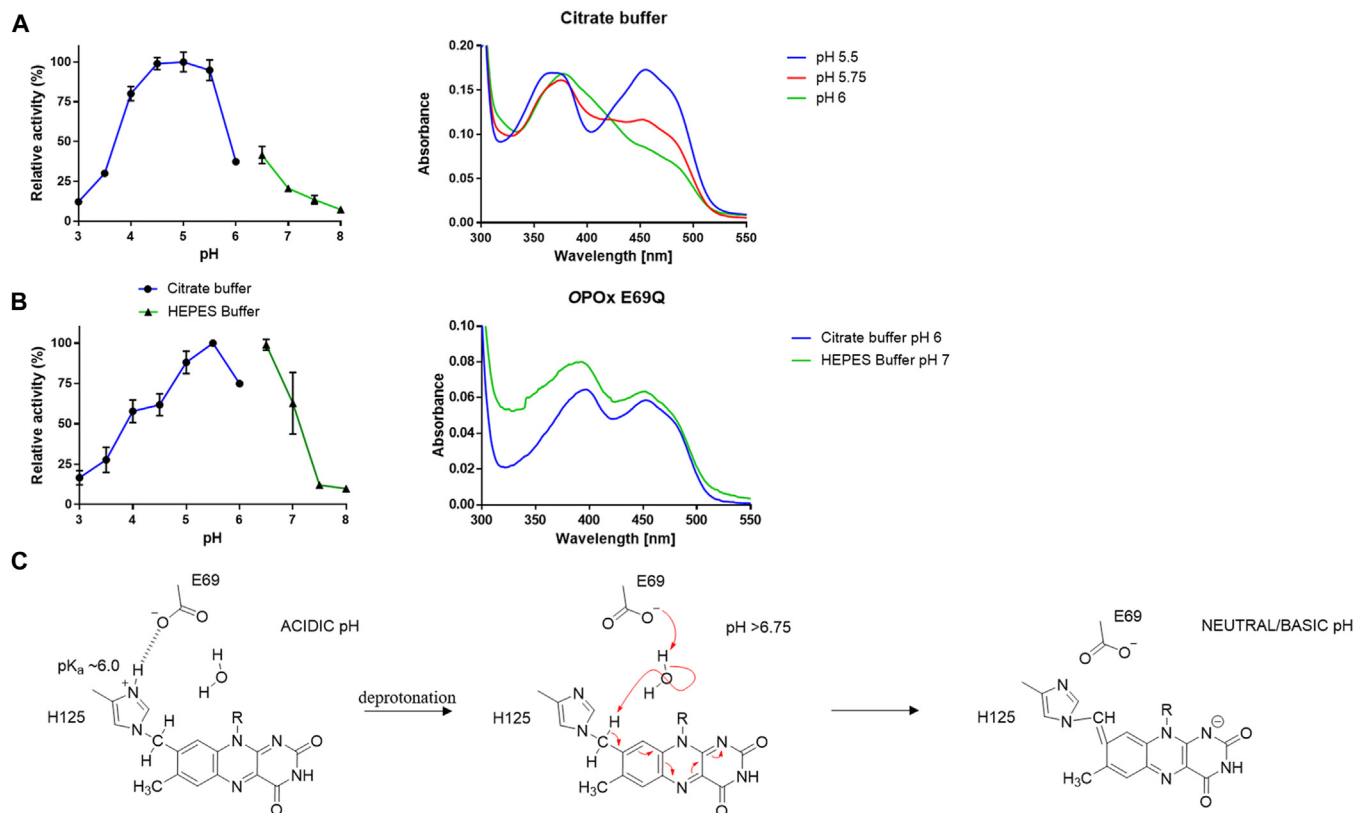 A
Citrate buffer
Relative activity (%)
100
75
50
25
0
3 4 5 6 7 8
pH
Absorbance
0.20
0.15
0.10
0.05
0.00
300 350 400 450 500 550
Wavelength [nm]
pH 5.5
pH 5.75
pH 6
B
Citrate buffer
HEPES Buffer
Relative activity (%)
100
75
50
25
0
3 4 5 6 7 8
pH
OPOx E69Q
Absorbance
0.10
0.08
0.06
0.04
0.02
0.00
300 350 400 450 500 550
Wavelength [nm]
Citrate buffer pH 6
HEPES Buffer pH 7
C
E69
− O O
ACIDIC pH
pKa ~6.0
H
H O
+ N
N
H125
H
C
H
R
N N O
H3C
N NH
O
deprotonation
E69
O O −
pH >6.75
H
H O
N
N
H125
H
C
H
R
N N O
H3C
N NH
O
E69
O O−
NEUTRAL/BASIC pH
N
N
H125
CH
R
N N ⊖ O
H3C
N NH
O